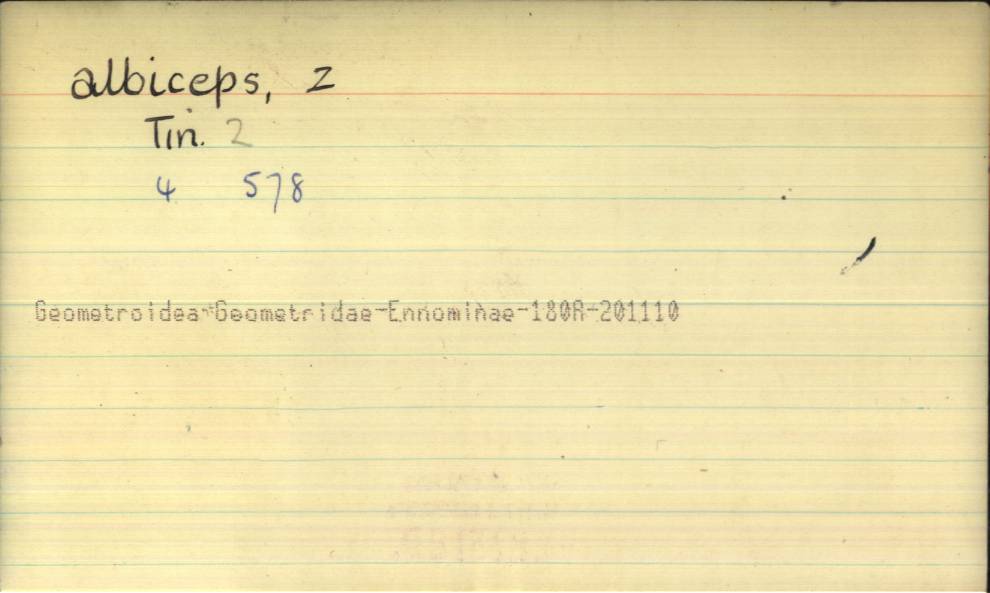 albiceps, Z
Tin. 2
4 578
Geometroidea-Geometridae-Ennominae-180A-201110